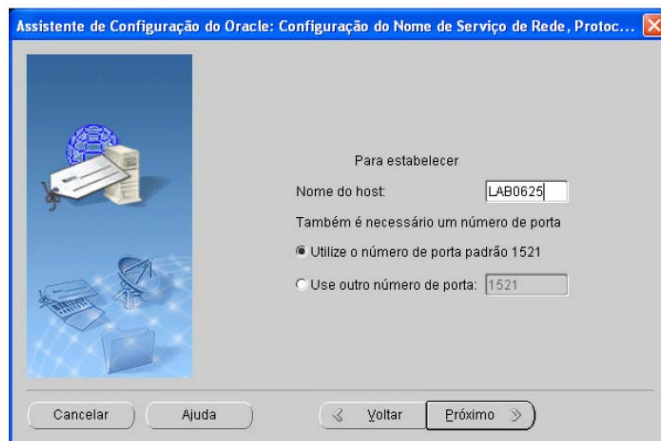 Assistente de Configuração do Oracle: Configuração do Nome de Serviço de Rede, Protoc...
Para estabelecer
Nome do host: LAB0625
Também é necessário um número de porta
Utilize o número de porta padrão 1521
Use outro número de porta: 1521
Cancelar Ajuda Voltar Próximo